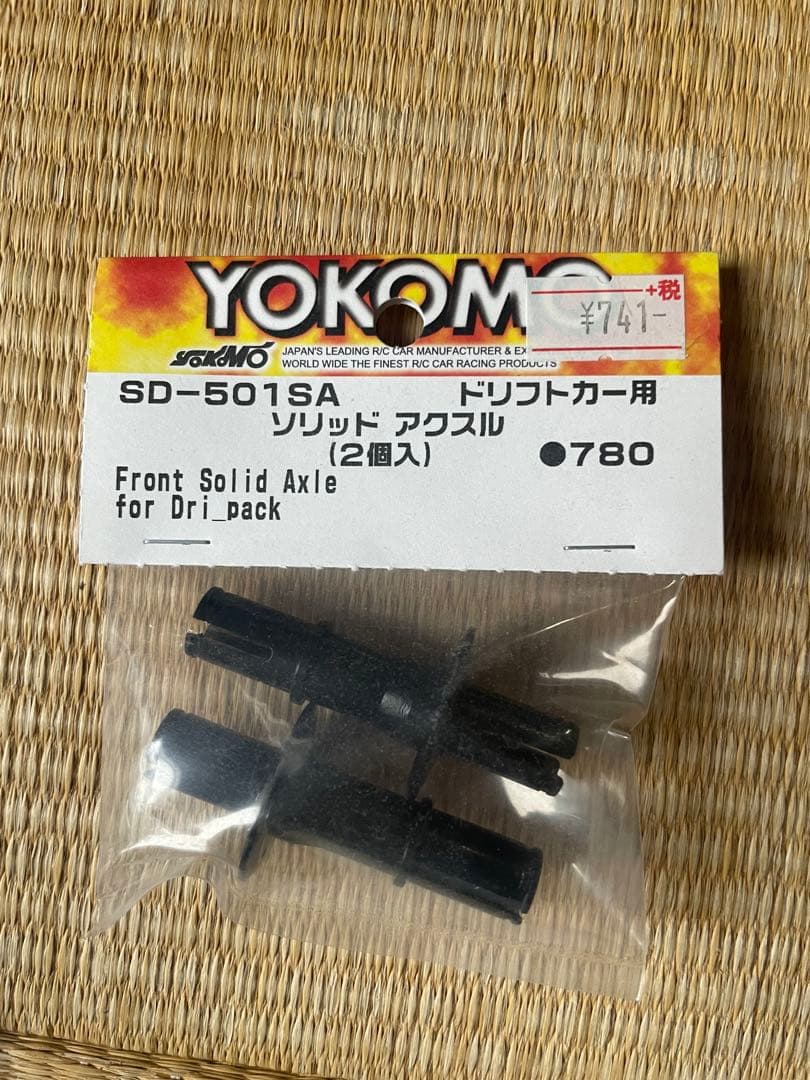 YOKOMO
+税
¥741-
YOKOMO
JAPAN'S LEADING R/C CAR MANUFACTURER & EX
WORLD WIDE THE FINEST R/C CAR RACING PRODUCTS
SD-501SA ドリフトカー用
ソリッド アクスル
(2個入) ●780
Front Solid Axle
for Dri_pack